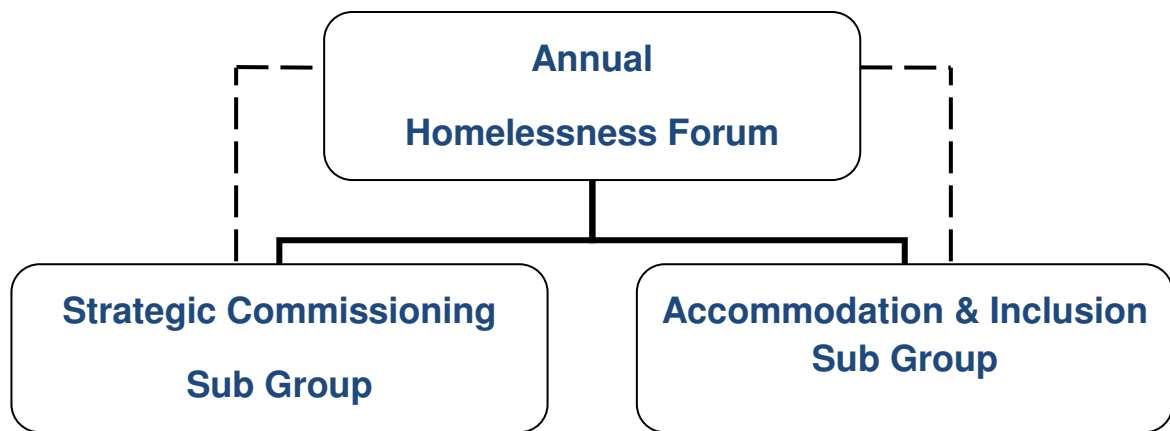 Annual
Homelessness Forum
Strategic Commissioning
Sub Group
Accommodation & Inclusion
Sub Group